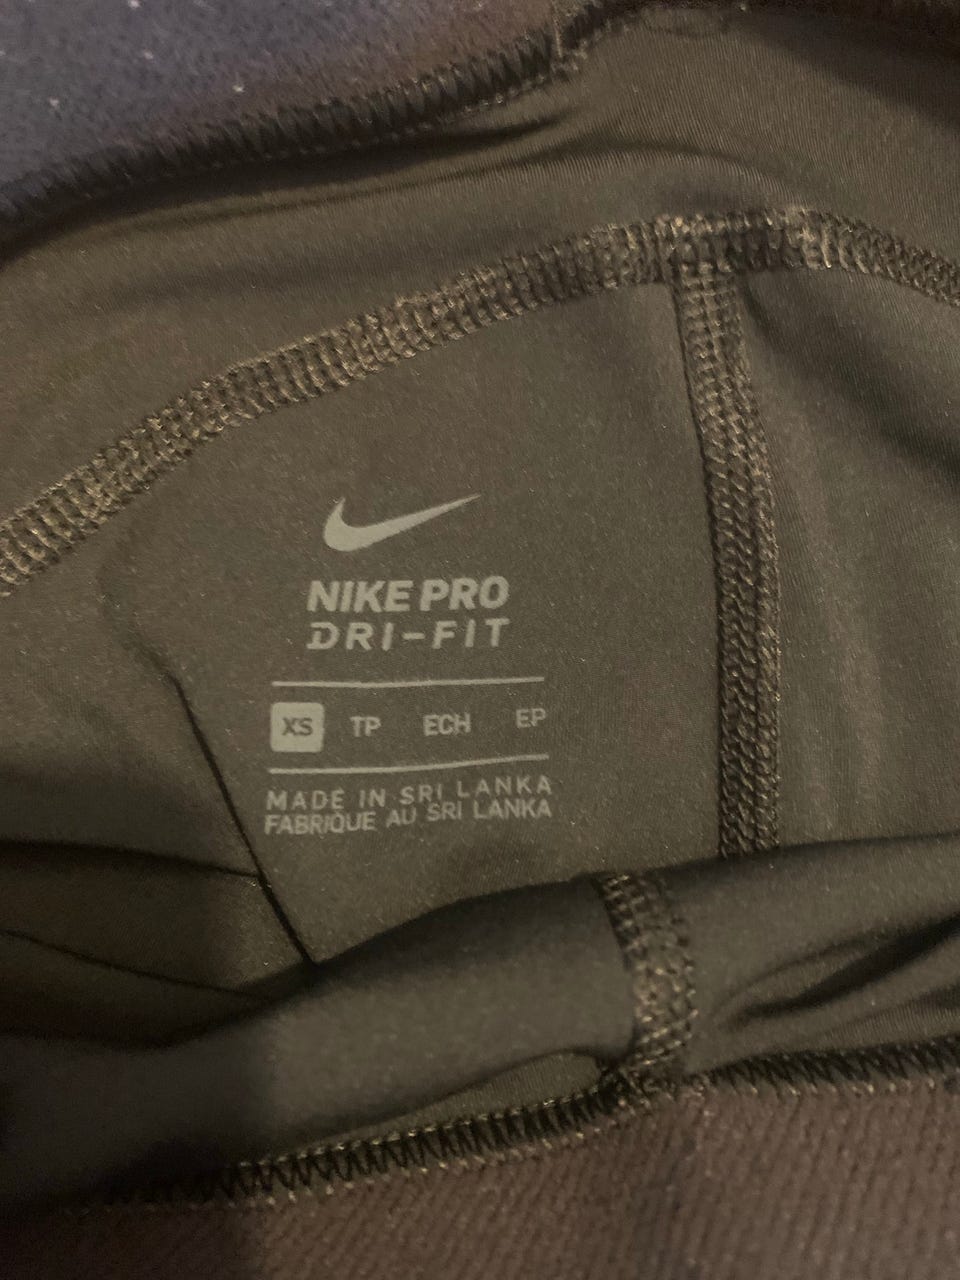 NIKE PRO
DRI-FIT
XS TP ECH EP
MADE IN SRI LANKA
FABRIQUE AU SRI LANKA